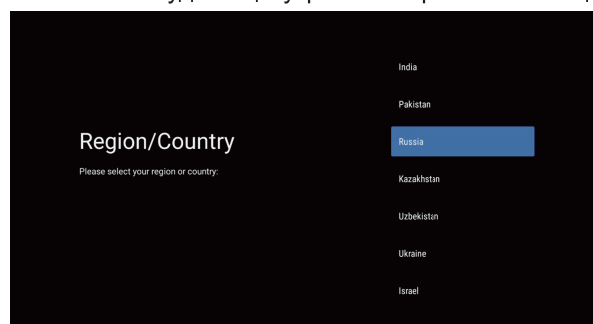 Region/Country
Please select your region or country:
India
Pakistan
Russia
Kazakhstan
Uzbekistan
Ukraine
Israel